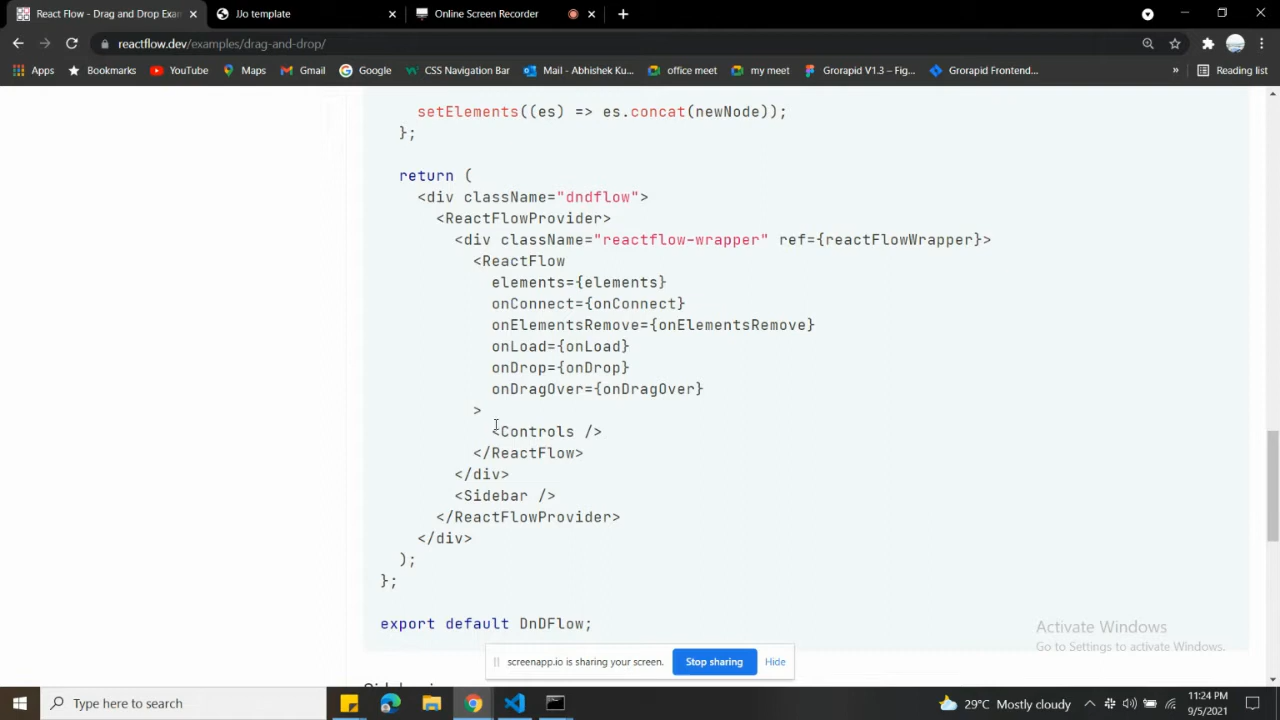 React Flow - Drag and Drop Exan
JJo template
Online Screen Recorder
reactflow.dev/examples/drag-and-drop/
Apps
Bookmarks
YouTube
Maps
Gmail
Google
CSS Navigation Bar
Mail - Abhishek Ku...
office meet
my meet
Grorapid V1.3 – Fig...
Grorapid Frontend...
»
Reading list
setElements((es) => es.concat(newNode));
};
return (
<div className="dndflow">
<ReactFlowProvider>
<div className="reactflow-wrapper" ref={reactFlowWrapper}>
<ReactFlow
elements={elements}
onConnect={onConnect}
onElementsRemove={onElementsRemove}
onLoad={onLoad}
onDrop={onDrop}
onDragOver={onDragOver}
>
<Controls />
</ReactFlow>
</div>
<Sidebar />
</ReactFlowProvider>
</div>
);
};
export default DnDFlow;
Activate Windows
Go to Settings to activate Windows.
screenapp.io is sharing your screen.
Stop sharing
Hide
Type here to search
29°C Mostly cloudy
11:24 PM
9/5/2021